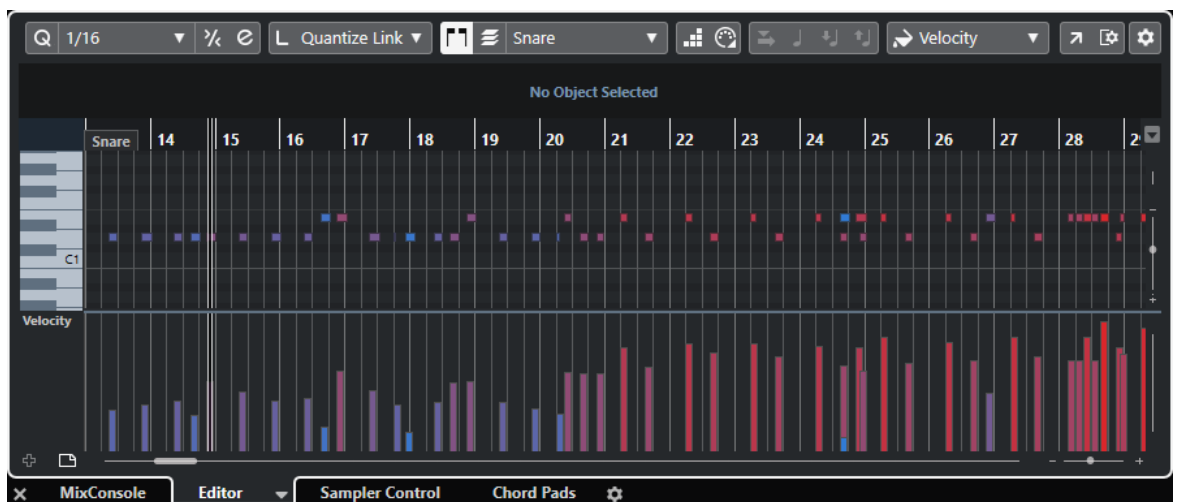 Q 1/16 L Quantize Link Snare Velocity
No Object Selected
Snare 14 15 16 17 18 19 20 21 22 23 24 25 26 27 28
C1
Velocity
MixConsole Editor Sampler Control Chord Pads